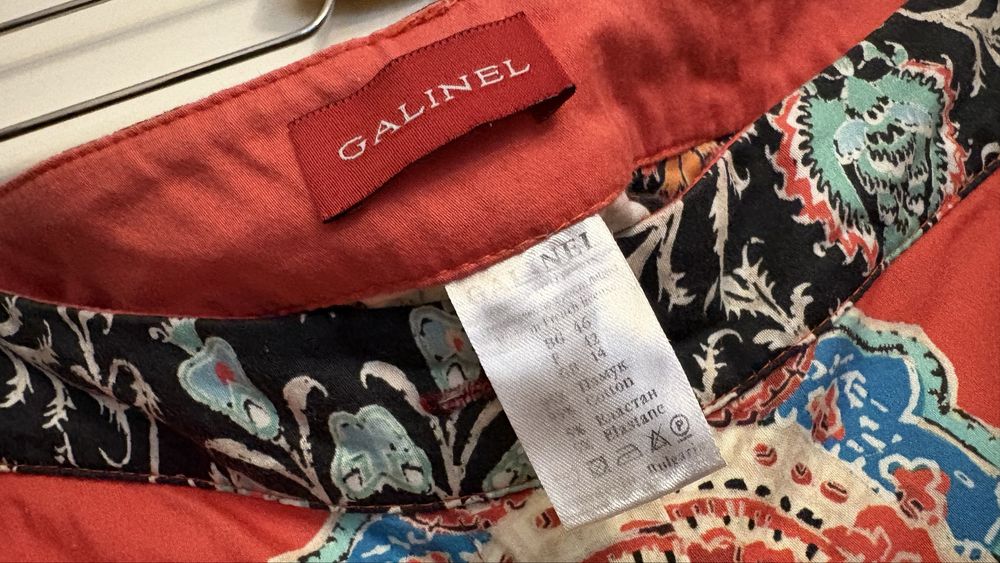 GALINEL
GALINEL
BG 46
F 42
14
Памук
Cotton
Еластан
Elastane
P
Bulgaria